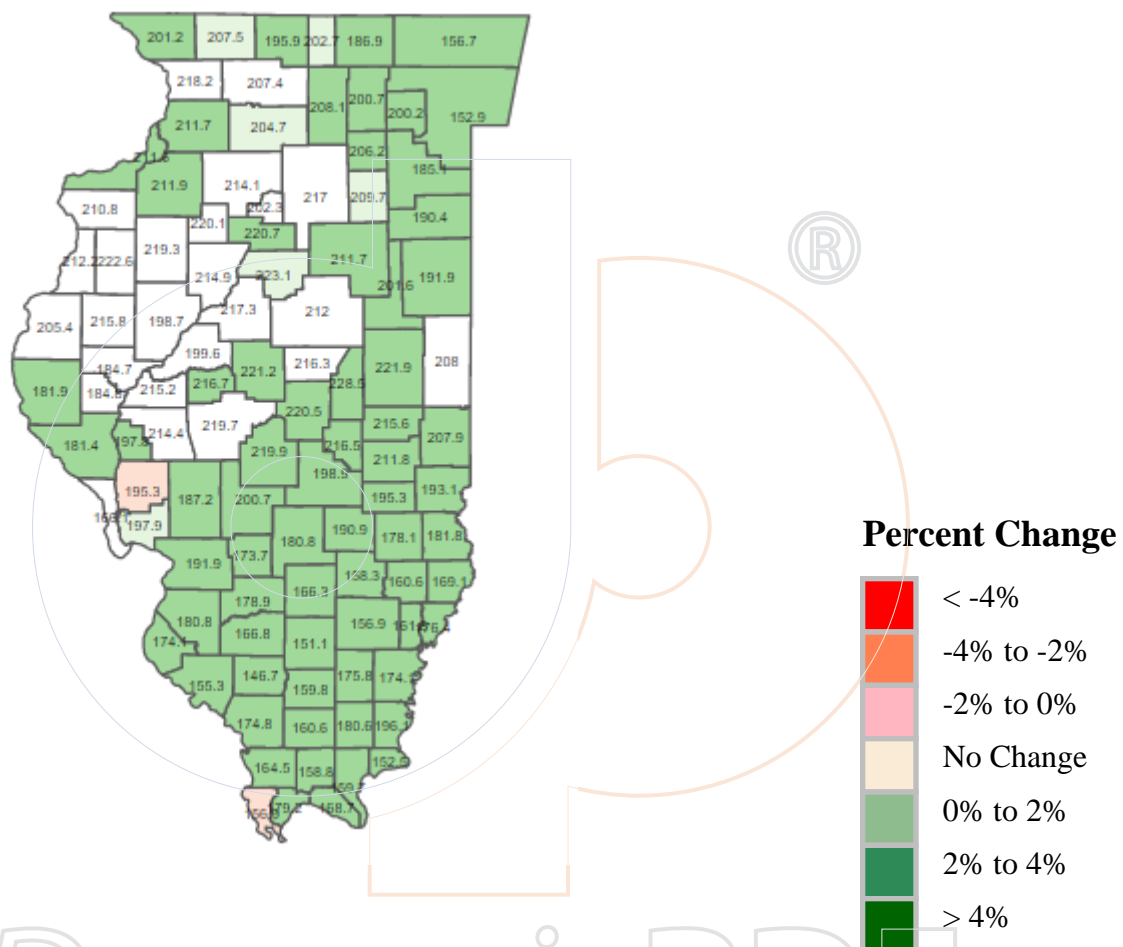 201.2 207.5 195.9 202.7 186.9 156.7
218.2 207.4
208.1 200.7 200.2 152.9
211.7 204.7
206.2
185.1
211.9 214.1 217 209.7
210.8 202.3 190.4
220.1 220.7
212.2 222.6 219.3 211.7
214.9 223.1 201.6 191.9
205.4 215.8 198.7 217.3 212
199.6 216.3 221.9 208
184.7 221.2
181.9 215.2 216.7 228.5
220.5
214.4 219.7 215.6 207.9
181.4 219.9 216.5
211.8
198.5
195.3 187.2 200.7 195.3 193.1
197.9 190.9 178.1 181.8
191.9 173.7 180.8
166.3 160.6 169.1
178.9
180.8 166.8 156.9
174.1 151.1
155.3 146.7 159.8 175.8
174.8 160.6 180.6 196.1
164.5 158.8
®
Percent Change
< -4%
-4% to -2%
-2% to 0%
No Change
0% to 2%
2% to 4%
> 4%